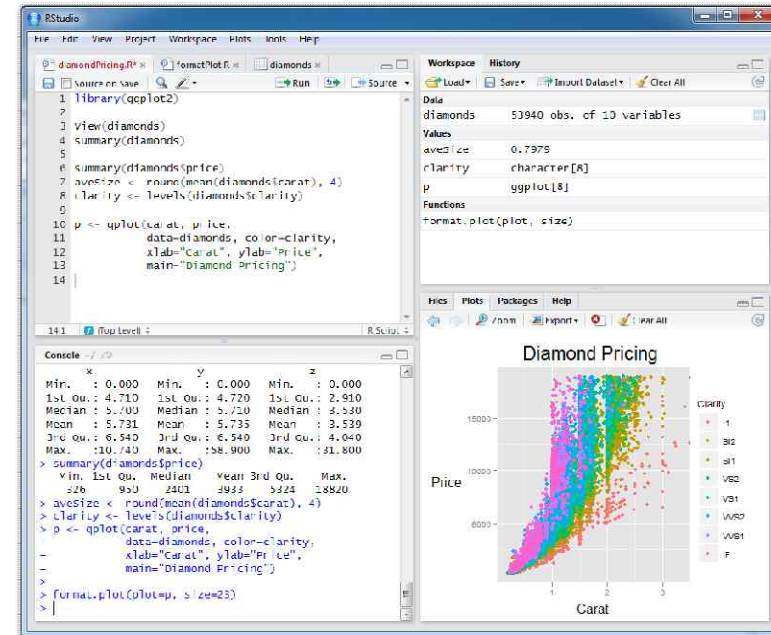 RStudio
File Edit View Project Workspace Plots Tools Help
diamondPricing.R* formatPlot.R diamonds
Source on Save Run Source
1 library(ggplot2)
2
3 View(diamonds)
4 summary(diamonds)
5
6 summary(diamonds$price)
7 aveSize <- round(mean(diamonds$carat), 4)
8 clarity <- levels(diamonds$clarity)
9
10 p <- qplot(carat, price,
11 data=diamonds, color=clarity,
12 xlab="Carat", ylab="Price",
13 main="Diamond Pricing")
14
14:1 (Top Level) R Script
Console ~/
x y z
Min. : 0.000 Min. : 0.000 Min. : 0.000
1st Qu.: 4.710 1st Qu.: 4.720 1st Qu.: 2.910
Median : 5.700 Median : 5.710 Median : 3.530
Mean : 5.731 Mean : 5.735 Mean : 3.539
3rd Qu.: 6.540 3rd Qu.: 6.540 3rd Qu.: 4.040
Max. :10.740 Max. :58.900 Max. :31.800
> summary(diamonds$price)
Min. 1st Qu. Median Mean 3rd Qu. Max.
326 950 2401 3933 5324 18820
> aveSize <- round(mean(diamonds$carat), 4)
> clarity <- levels(diamonds$clarity)
> p <- qplot(carat, price,
+ data=diamonds, color=clarity,
+ xlab="Carat", ylab="Price",
+ main="Diamond Pricing")
>
> format.plot(plot=p, size=23)
>
Workspace History
Load Save Import Dataset Clear All
Data
diamonds 53940 obs. of 10 variables
Values
aveSize 0.7979
clarity character[8]
p ggplot[8]
Functions
format.plot(plot, size)
Files Plots Packages Help
Zoom Export Clear All
Diamond Pricing
Price
15000
10000
5000
1 2 3
Carat
Clarity
I1
SI2
SI1
VS2
VS1
VVS2
VVS1
IF